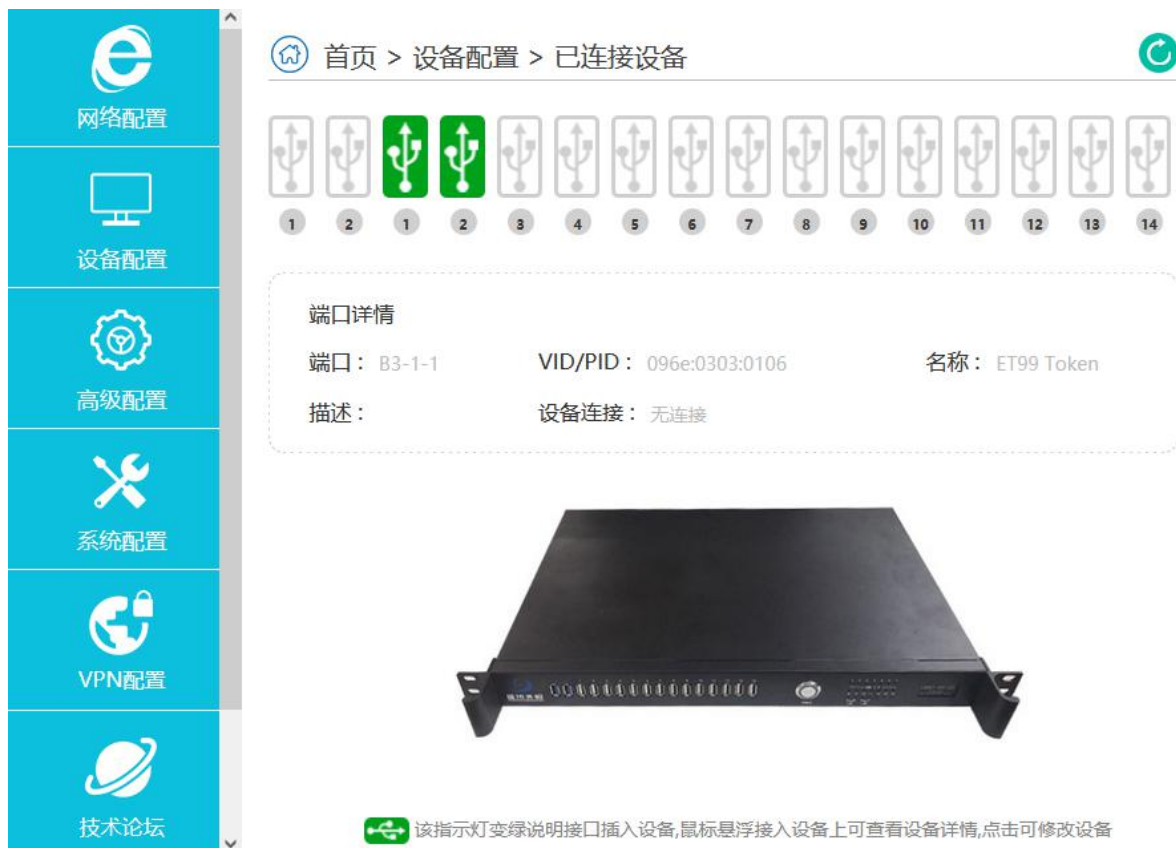 首页 > 设备配置 > 已连接设备
网络配置
设备配置
高级配置
系统配置
VPN配置
技术论坛
1 2 1 2 3 4 5 6 7 8 9 10 11 12 13 14
端口详情
端口： B3-1-1 VID/PID： 096e:0303:0106 名称： ET99 Token
描述： 设备连接： 无连接
该指示灯变绿说明接口插入设备,鼠标悬浮接入设备上可查看设备详情,点击可修改设备